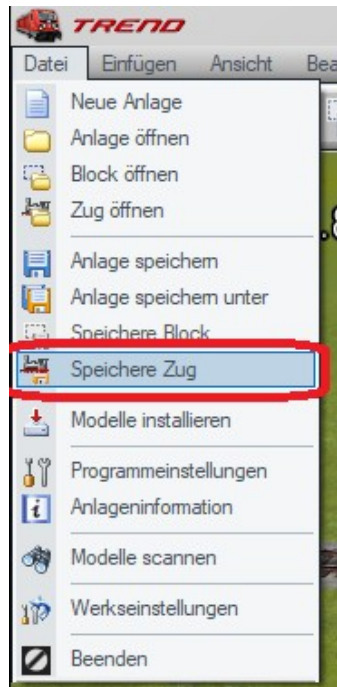 TREND
Datei Einfügen Ansicht Bea
Neue Anlage
Anlage öffnen
Block öffnen
Zug öffnen
Anlage speichern
Anlage speichern unter
Speichere Block
Speichere Zug
Modelle installieren
Programmeinstellungen
Anlageninformation
Modelle scannen
Werkseinstellungen
Beenden